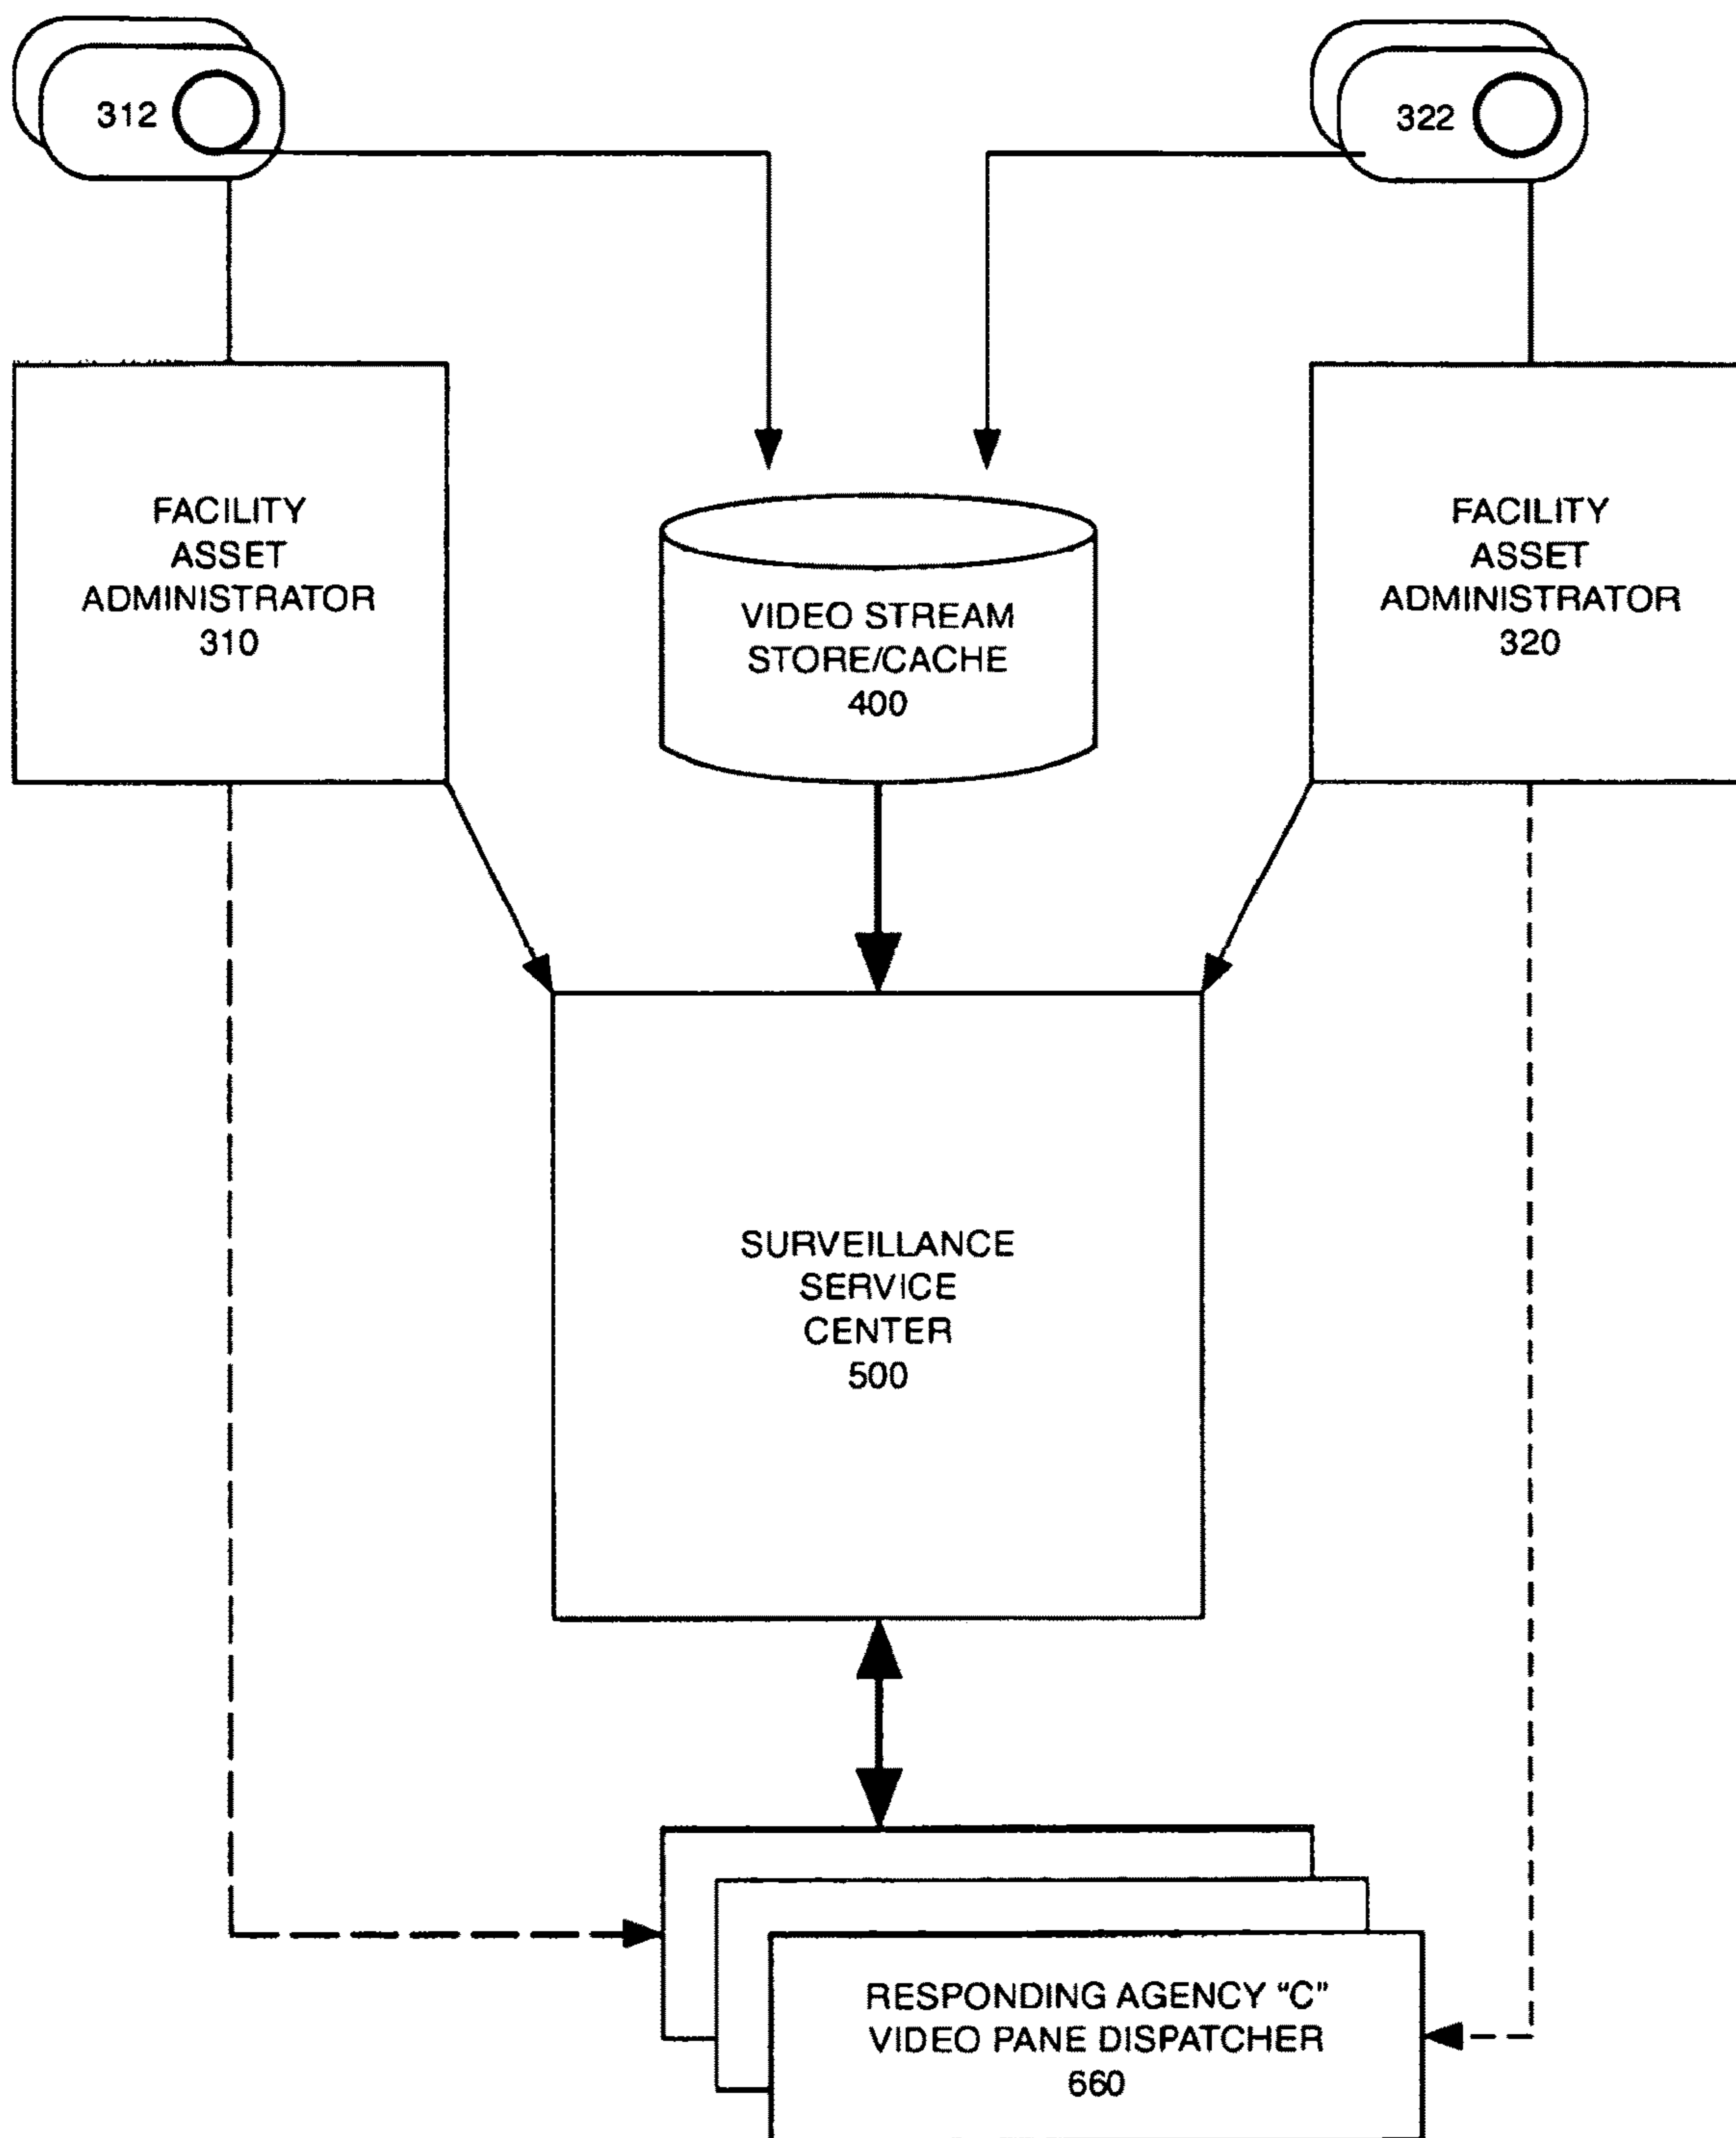 312
322
FACILITY
ASSET
ADMINISTRATOR
310
VIDEO STREAM
STORE/CACHE
400
FACILITY
ASSET
ADMINISTRATOR
320
SURVEILLANCE
SERVICE
CENTER
500
RESPONDING AGENCY "C"
VIDEO PANE DISPATCHER
660